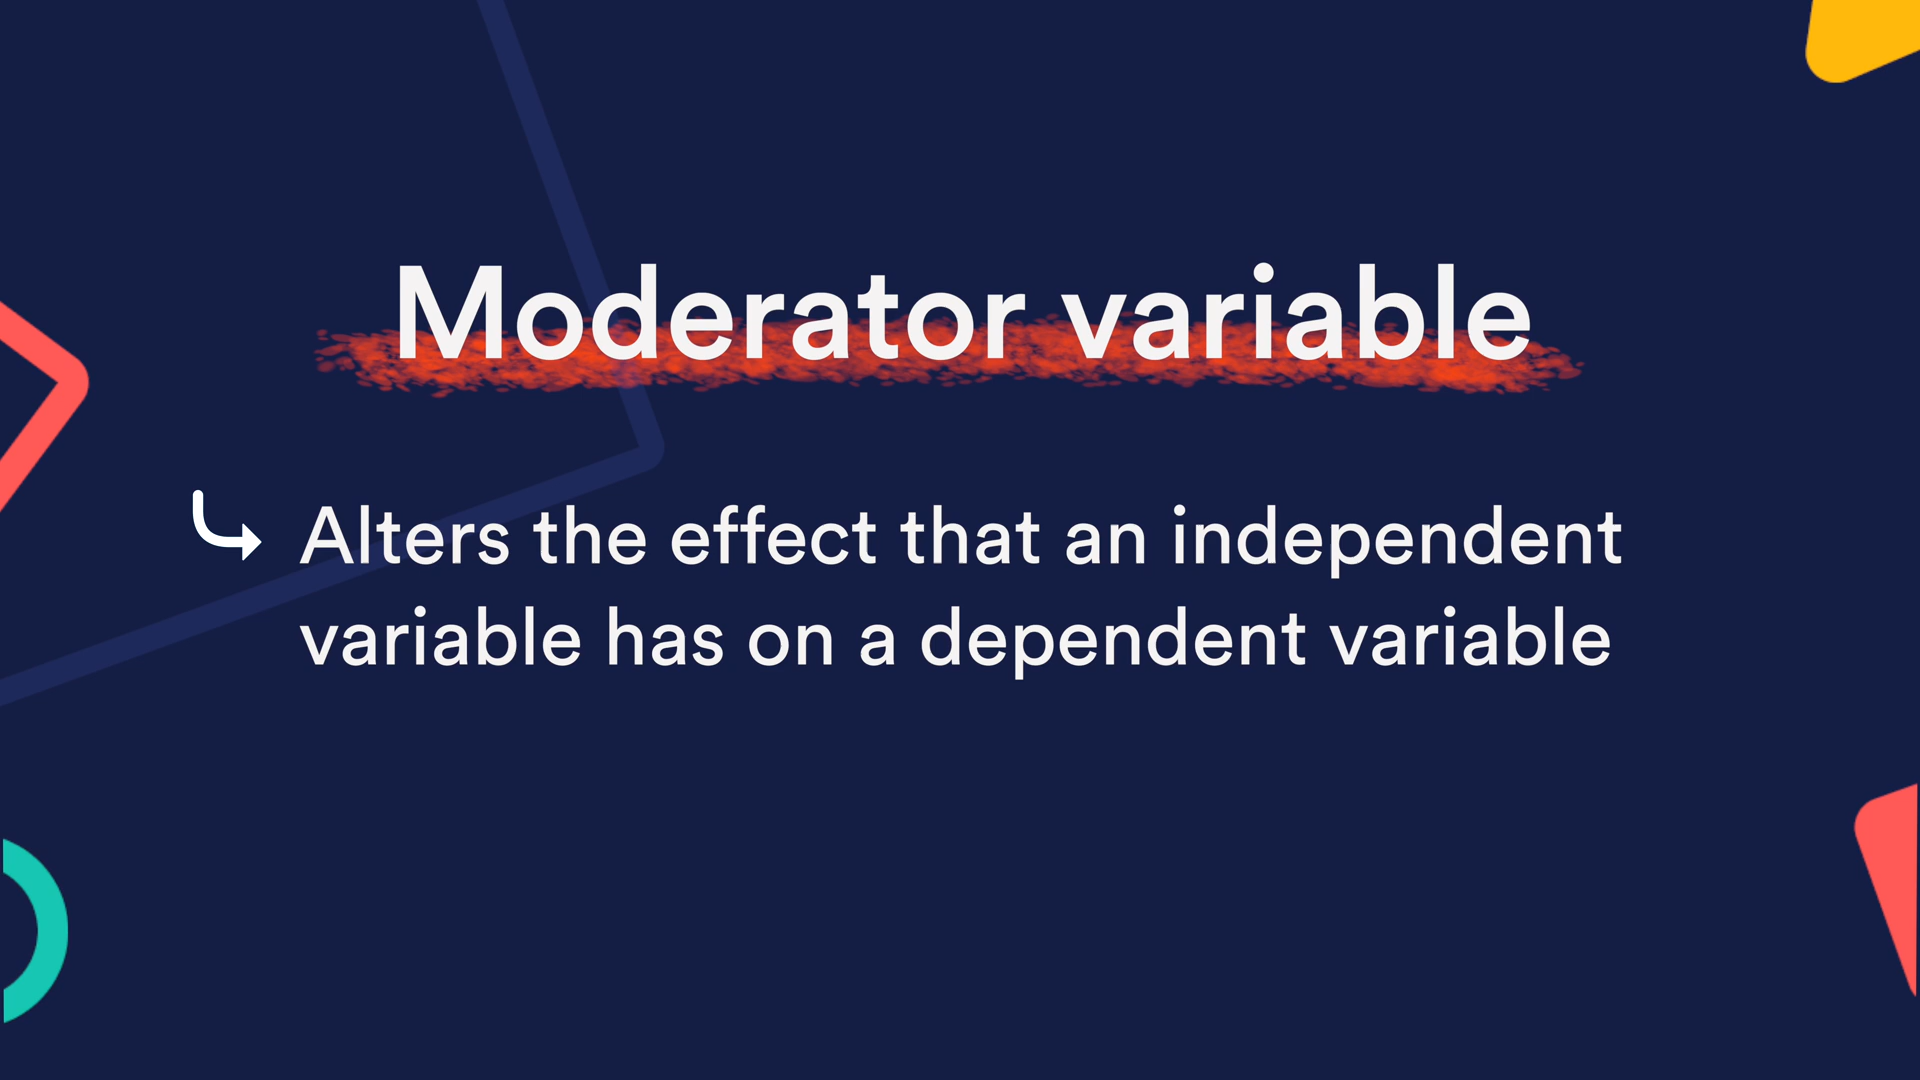 Moderator variable
Alters the effect that an independent
variable has on a dependent variable